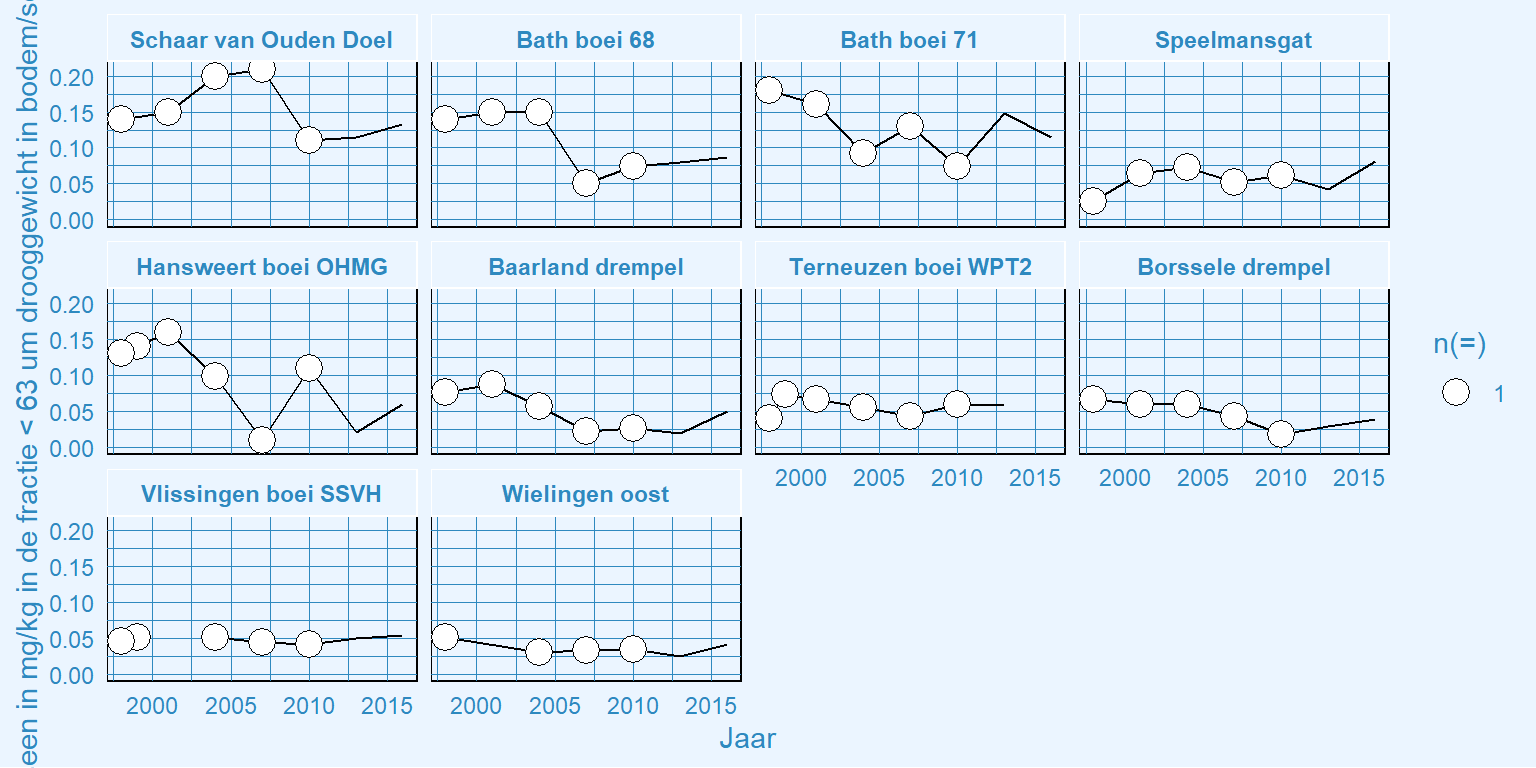 Schaar van Ouden Doel
Bath boei 68
Bath boei 71
Speelmansgat
0.20
0.15
0.10
0.05
0.00
Hansweert boei OHMG
Baarland drempel
Terneuzen boei WPT2
Borssele drempel
0.20
0.15
0.10
0.05
0.00
2000 2005 2010 2015
2000 2005 2010 2015
Vlissingen boei SSVH
Wielingen oost
0.20
0.15
0.10
0.05
0.00
2000 2005 2010 2015
2000 2005 2010 2015
Jaar
in mg/kg in de fractie < 63 um drooggewicht in bodem/
n(=)
1